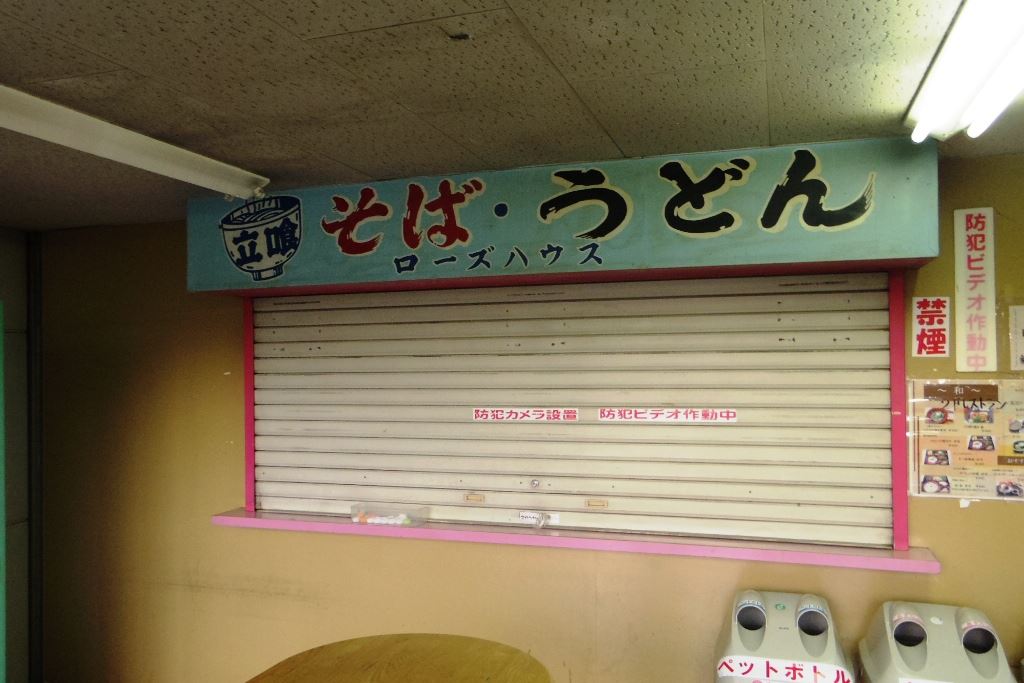 立喰
そば・うどん
ローズハウス
防犯ビデオ作動中
禁煙
防犯カメラ設置 防犯ビデオ作動中
～和～
ペットボトル